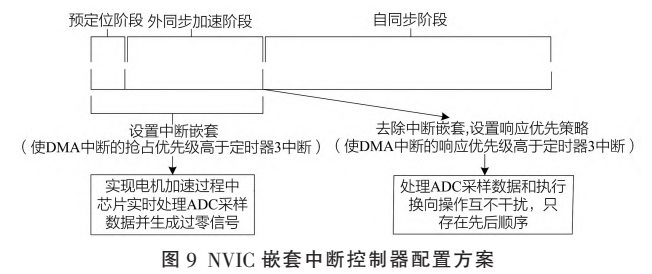 预定位阶段 外同步加速阶段 自同步阶段
设置中断嵌套
（使DMA中断的抢占优先级高于定时器3中断）
去除中断嵌套,设置响应优先策略
（使DMA中断的响应优先级高于定时器3中断）
实现电机加速过程中
芯片实时处理ADC采样
数据并生成过零信号
处理ADC采样数据和执行
换向操作互不干扰，只
存在先后顺序
图 9 NVIC 嵌套中断控制器配置方案